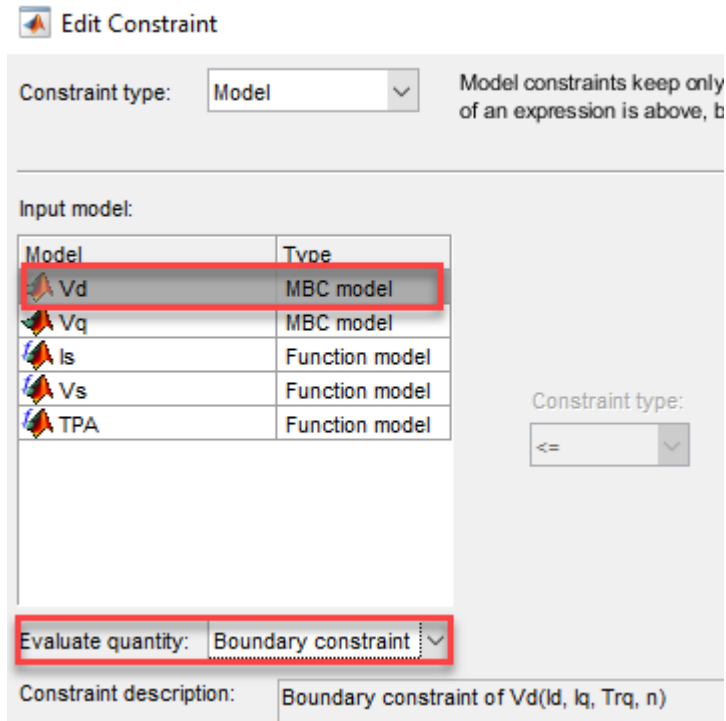 Edit Constraint
Constraint type: Model Model constraints keep only
of an expression is above, b
Input model:
Model Type
Vd MBC model
Vq MBC model
Is Function model
Vs Function model
TPA Function model
Constraint type:
<=
Evaluate quantity: Boundary constraint
Constraint description: Boundary constraint of Vd(Id, Iq, Trq, n)